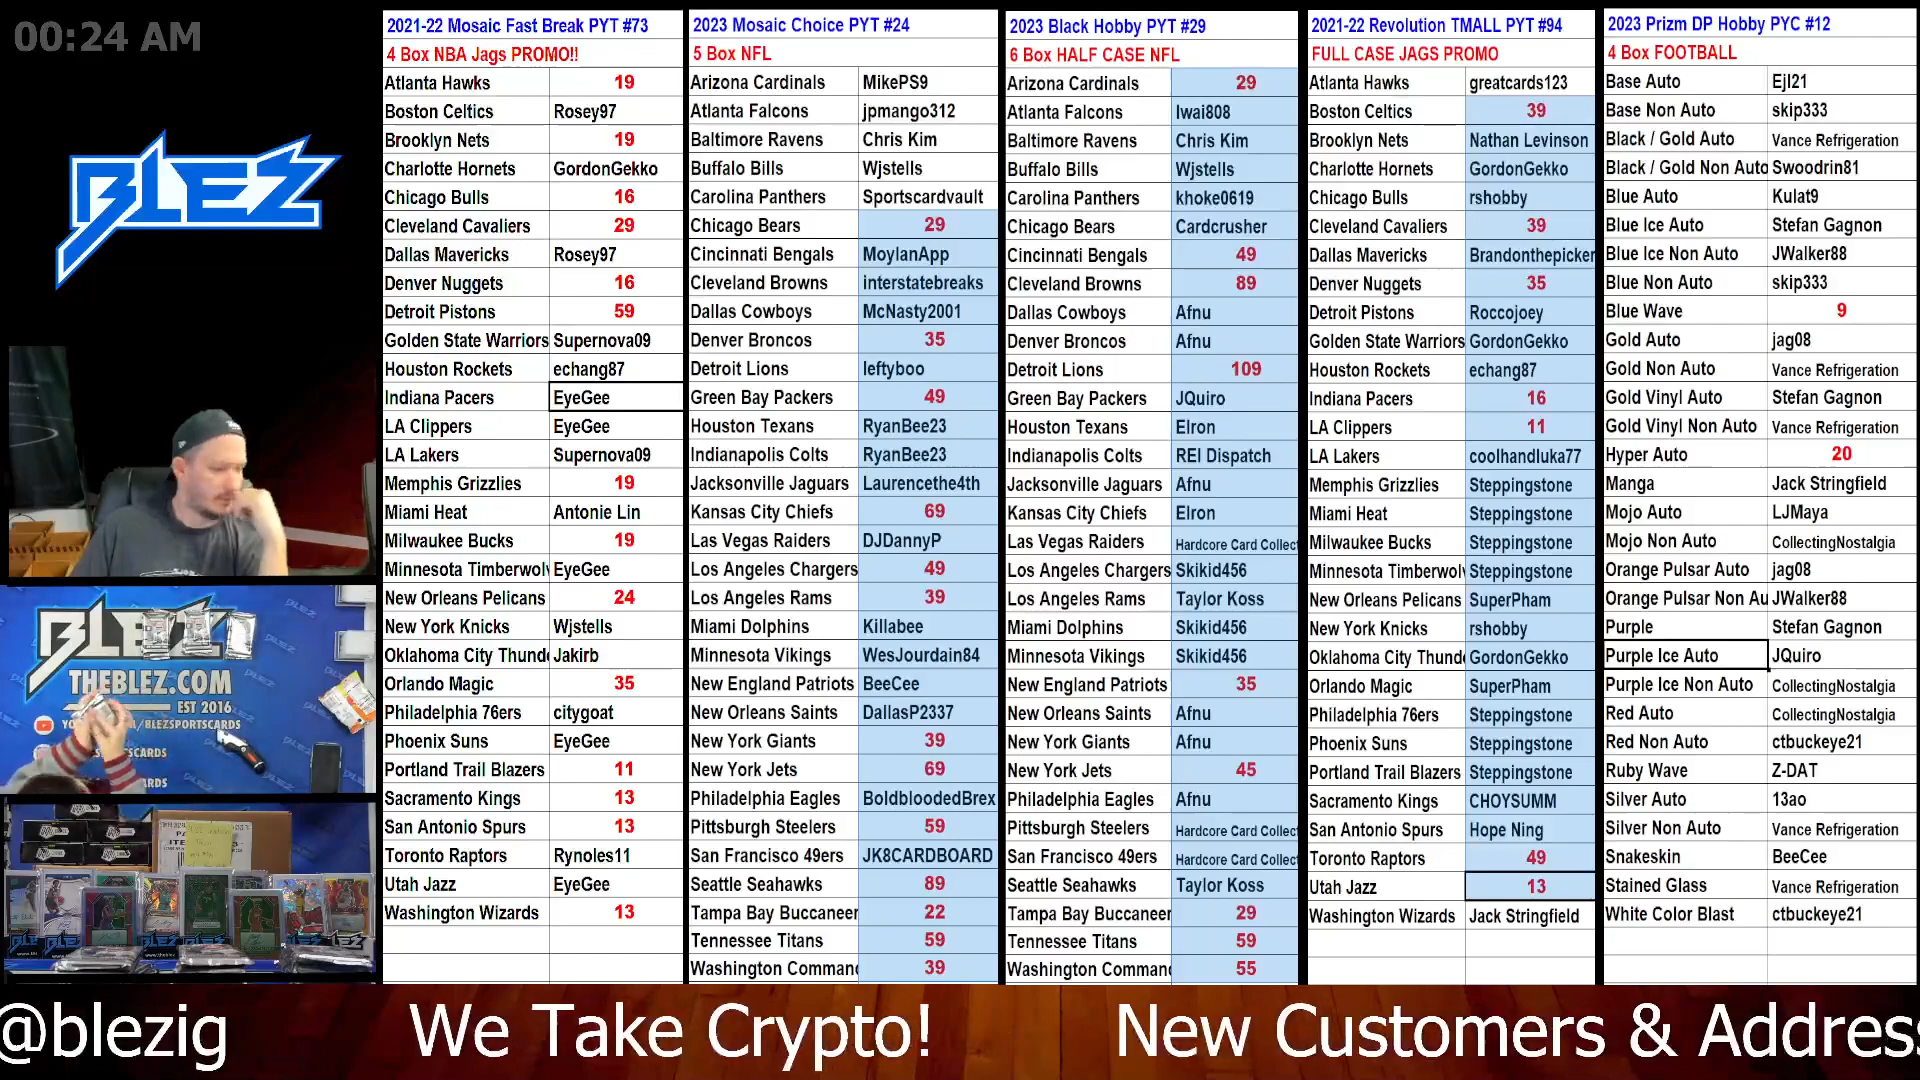 00:24 AM
BLEZ
BLEZ
THEBLEZ.COM
EST 2016
2021-22 Mosaic Fast Break PYT #73
4 Box NBA Jags PROMO!!
Atlanta Hawks 19
Boston Celtics Rosey97
Brooklyn Nets 19
Charlotte Hornets GordonGekko
Chicago Bulls 16
Cleveland Cavaliers 29
Dallas Mavericks Rosey97
Denver Nuggets 16
Detroit Pistons 59
Golden State Warriors Supernova09
Houston Rockets echang87
Indiana Pacers EyeGee
LA Clippers EyeGee
LA Lakers Supernova09
Memphis Grizzlies 19
Miami Heat Antonie Lin
Milwaukee Bucks 19
Minnesota Timberwolv EyeGee
New Orleans Pelicans 24
New York Knicks Wjstells
Oklahoma City Thund Jakirb
Orlando Magic 35
Philadelphia 76ers citygoat
Phoenix Suns EyeGee
Portland Trail Blazers 11
Sacramento Kings 13
San Antonio Spurs 13
Toronto Raptors Rynoles11
Utah Jazz EyeGee
Washington Wizards 13
2023 Mosaic Choice PYT #24
5 Box NFL
Arizona Cardinals MikePS9
Atlanta Falcons jpmango312
Baltimore Ravens Chris Kim
Buffalo Bills Wjstells
Carolina Panthers Sportscardvault
Chicago Bears 29
Cincinnati Bengals MoylanApp
Cleveland Browns interstatebreaks
Dallas Cowboys McNasty2001
Denver Broncos 35
Detroit Lions leftyboo
Green Bay Packers 49
Houston Texans RyanBee23
Indianapolis Colts RyanBee23
Jacksonville Jaguars Laurencethe4th
Kansas City Chiefs 69
Las Vegas Raiders DJDannyP
Los Angeles Chargers 49
Los Angeles Rams 39
Miami Dolphins Killabee
Minnesota Vikings WesJourdain84
New England Patriots BeeCee
New Orleans Saints DallasP2337
New York Giants 39
New York Jets 69
Philadelphia Eagles BoldbloodedBrex
Pittsburgh Steelers 59
San Francisco 49ers JK8CARDBOARD
Seattle Seahawks 89
Tampa Bay Buccaneer 22
Tennessee Titans 59
Washington Comman 39
2023 Black Hobby PYT #29
6 Box HALF CASE NFL
Arizona Cardinals 29
Atlanta Falcons Iwai808
Baltimore Ravens Chris Kim
Buffalo Bills Wjstells
Carolina Panthers khoke0619
Chicago Bears Cardcrusher
Cincinnati Bengals 49
Cleveland Browns 89
Dallas Cowboys Afnu
Denver Broncos Afnu
Detroit Lions 109
Green Bay Packers JQuiro
Houston Texans Elron
Indianapolis Colts REI Dispatch
Jacksonville Jaguars Afnu
Kansas City Chiefs Elron
Las Vegas Raiders Hardcore Card Collect
Los Angeles Chargers Skikid456
Los Angeles Rams Taylor Koss
Miami Dolphins Skikid456
Minnesota Vikings Skikid456
New England Patriots 35
New Orleans Saints Afnu
New York Giants Afnu
New York Jets 45
Philadelphia Eagles Afnu
Pittsburgh Steelers Hardcore Card Collect
San Francisco 49ers Hardcore Card Collect
Seattle Seahawks Taylor Koss
Tampa Bay Buccaneer 29
Tennessee Titans 59
Washington Comman 55
2021-22 Revolution TMALL PYT #94
FULL CASE JAGS PROMO
Atlanta Hawks greatcards123
Boston Celtics 39
Brooklyn Nets Nathan Levinson
Charlotte Hornets GordonGekko
Chicago Bulls rshobby
Cleveland Cavaliers 39
Dallas Mavericks Brandonthepicker
Denver Nuggets 35
Detroit Pistons Roccojoey
Golden State Warriors GordonGekko
Houston Rockets echang87
Indiana Pacers 16
LA Clippers 11
LA Lakers coolhandluka77
Memphis Grizzlies Steppingstone
Miami Heat Steppingstone
Milwaukee Bucks Steppingstone
Minnesota Timberwolv Steppingstone
New Orleans Pelicans SuperPham
New York Knicks rshobby
Oklahoma City Thund GordonGekko
Orlando Magic SuperPham
Philadelphia 76ers Steppingstone
Phoenix Suns Steppingstone
Portland Trail Blazers Steppingstone
Sacramento Kings CHOYSUMM
San Antonio Spurs Hope Ning
Toronto Raptors 49
Utah Jazz 13
Washington Wizards Jack Stringfield
2023 Prizm DP Hobby PYC #12
4 Box FOOTBALL
Base Auto Ejl21
Base Non Auto skip333
Black / Gold Auto Vance Refrigeration
Black / Gold Non Auto Swoodrin81
Blue Auto Kulat9
Blue Ice Auto Stefan Gagnon
Blue Ice Non Auto JWalker88
Blue Non Auto skip333
Blue Wave 9
Gold Auto jag08
Gold Non Auto Vance Refrigeration
Gold Vinyl Auto Stefan Gagnon
Gold Vinyl Non Auto Vance Refrigeration
Hyper Auto 20
Manga Jack Stringfield
Mojo Auto LJMaya
Mojo Non Auto CollectingNostalgia
Orange Pulsar Auto jag08
Orange Pulsar Non Au JWalker88
Purple Stefan Gagnon
Purple Ice Auto JQuiro
Purple Ice Non Auto CollectingNostalgia
Red Auto CollectingNostalgia
Red Non Auto ctbuckeye21
Ruby Wave Z-DAT
Silver Auto 13ao
Silver Non Auto Vance Refrigeration
Snakeskin BeeCee
Stained Glass Vance Refrigeration
White Color Blast ctbuckeye21
@blezig We Take Crypto! New Customers & Address